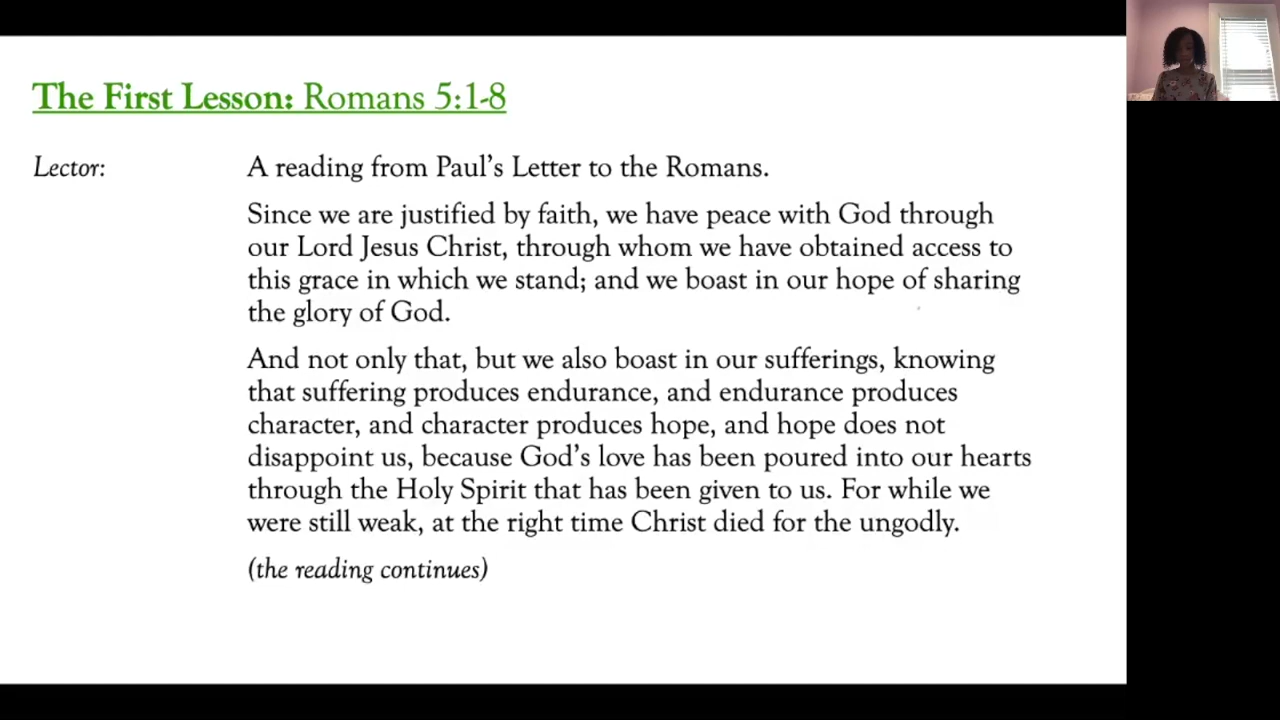 The First Lesson: Romans 5:1-8
Lector:
A reading from Paul’s Letter to the Romans.
Since we are justified by faith, we have peace with God through
our Lord Jesus Christ, through whom we have obtained access to
this grace in which we stand; and we boast in our hope of sharing
the glory of God.
And not only that, but we also boast in our sufferings, knowing
that suffering produces endurance, and endurance produces
character, and character produces hope, and hope does not
disappoint us, because God’s love has been poured into our hearts
through the Holy Spirit that has been given to us. For while we
were still weak, at the right time Christ died for the ungodly.
(the reading continues)